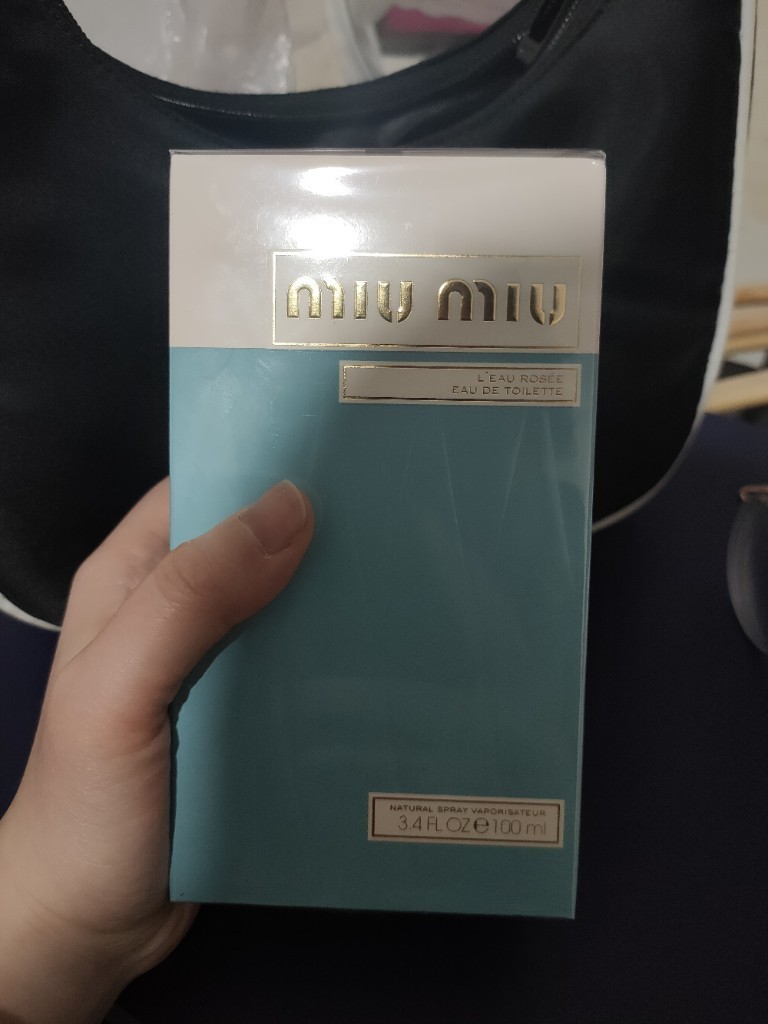 miu miu
L'EAU ROSÉE
EAU DE TOILETTE
NATURAL SPRAY VAPORISATEUR
3.4 FL OZ ℮ 100 ml